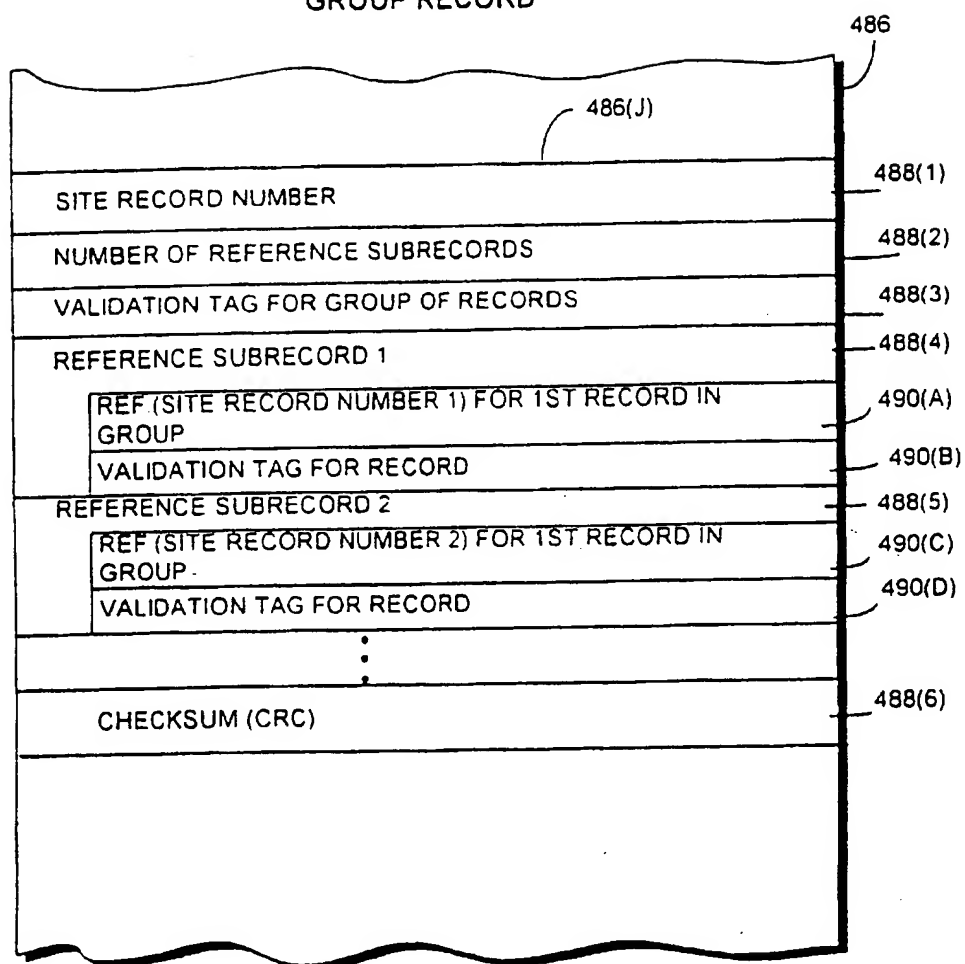 GROUP RECORD
486
486(J)
SITE RECORD NUMBER 488(1)
NUMBER OF REFERENCE SUBRECORDS 488(2)
VALIDATION TAG FOR GROUP OF RECORDS 488(3)
REFERENCE SUBRECORD 1 488(4)
REF (SITE RECORD NUMBER 1) FOR 1ST RECORD IN 490(A)
GROUP
VALIDATION TAG FOR RECORD 490(B)
REFERENCE SUBRECORD 2 488(5)
REF (SITE RECORD NUMBER 2) FOR 1ST RECORD IN 490(C)
GROUP
VALIDATION TAG FOR RECORD 490(D)
CHECKSUM (CRC) 488(6)